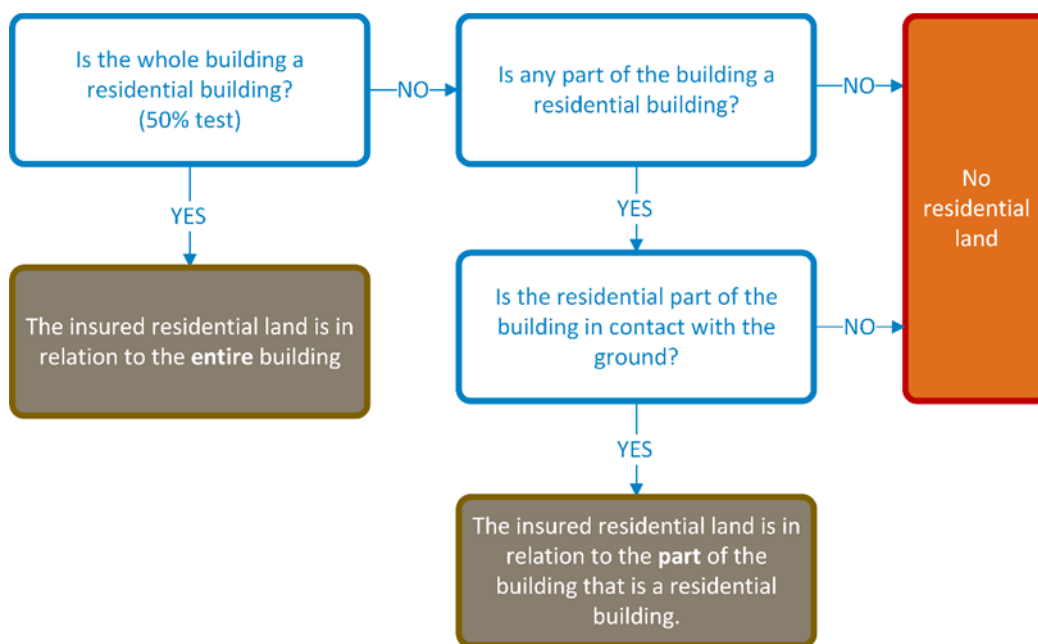 Is the whole building a
residential building?
(50% test)
NO
Is any part of the building a
residential building?
NO
No
residential
land
YES
YES
The insured residential land is in
relation to the entire building
Is the residential part of the
building in contact with the
ground?
NO
YES
The insured residential land is in
relation to the part of the
building that is a residential
building.